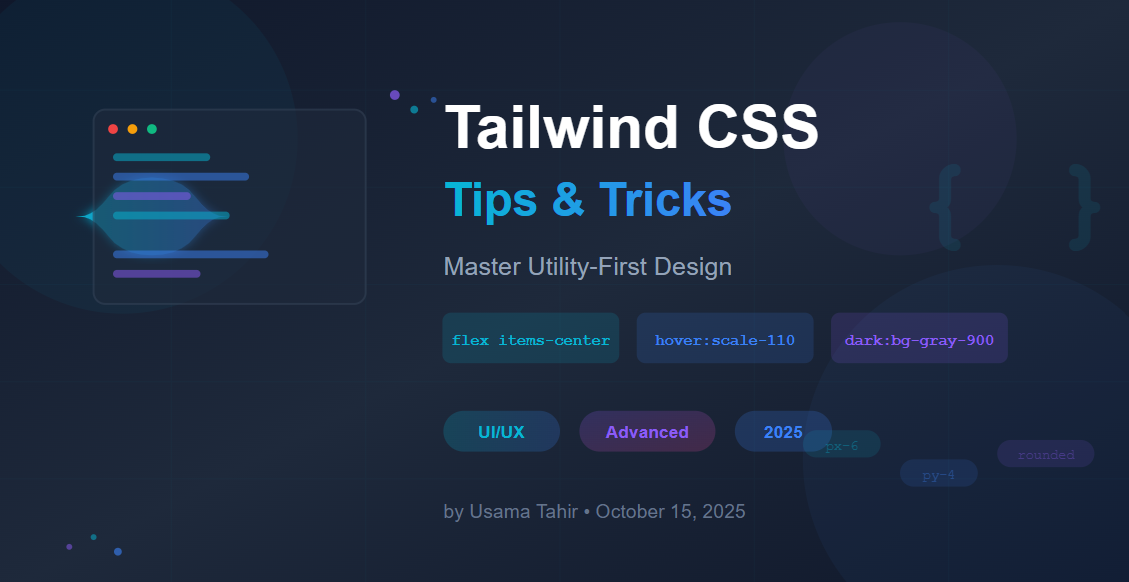 Tailwind CSS
Tips & Tricks
{ }
Master Utility-First Design
flex items-center hover:scale-110 dark:bg-gray-900
UI/UX Advanced 2025
px-6
rounded
py-4
by Usama Tahir • October 15, 2025